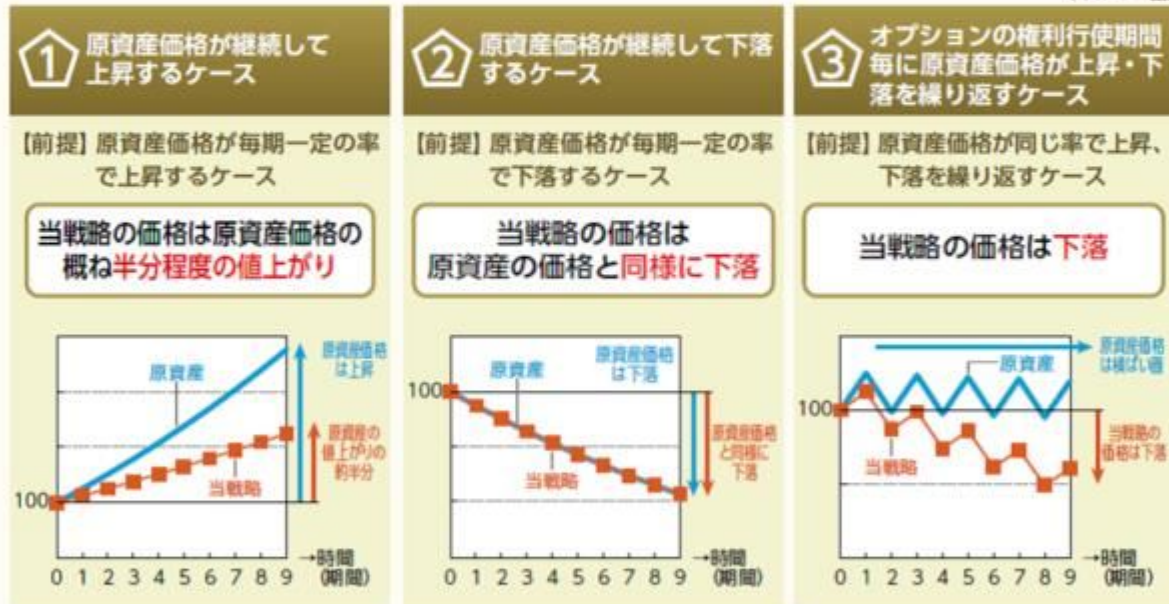 1 原資産価格が継続して
上昇するケース
【前提】原資産価格が毎期一定の率
で上昇するケース
当戦略の価格は原資産価格の
概ね半分程度の値上がり
原資産
原資産価格
は上昇
原資産の
値上がりの
約半分
当戦略
100
0 1 2 3 4 5 6 7 8 9
→時間
(期間)
2 原資産価格が継続して下落
するケース
【前提】原資産価格が毎期一定の率
で下落するケース
当戦略の価格は
原資産の価格と同様に下落
原資産
原資産価格
は下落
100
原資産価格
と同様に
下落
当戦略
0 1 2 3 4 5 6 7 8 9
→時間
(期間)
3 オプションの権利行使期間
毎に原資産価格が上昇・下
落を繰り返すケース
【前提】原資産価格が同じ率で上昇、
下落を繰り返すケース
当戦略の価格は下落
原資産価格
は横ばい圏
原資産
100
当戦略の
価格は下落
当戦略
0 1 2 3 4 5 6 7 8 9
→時間
(期間)